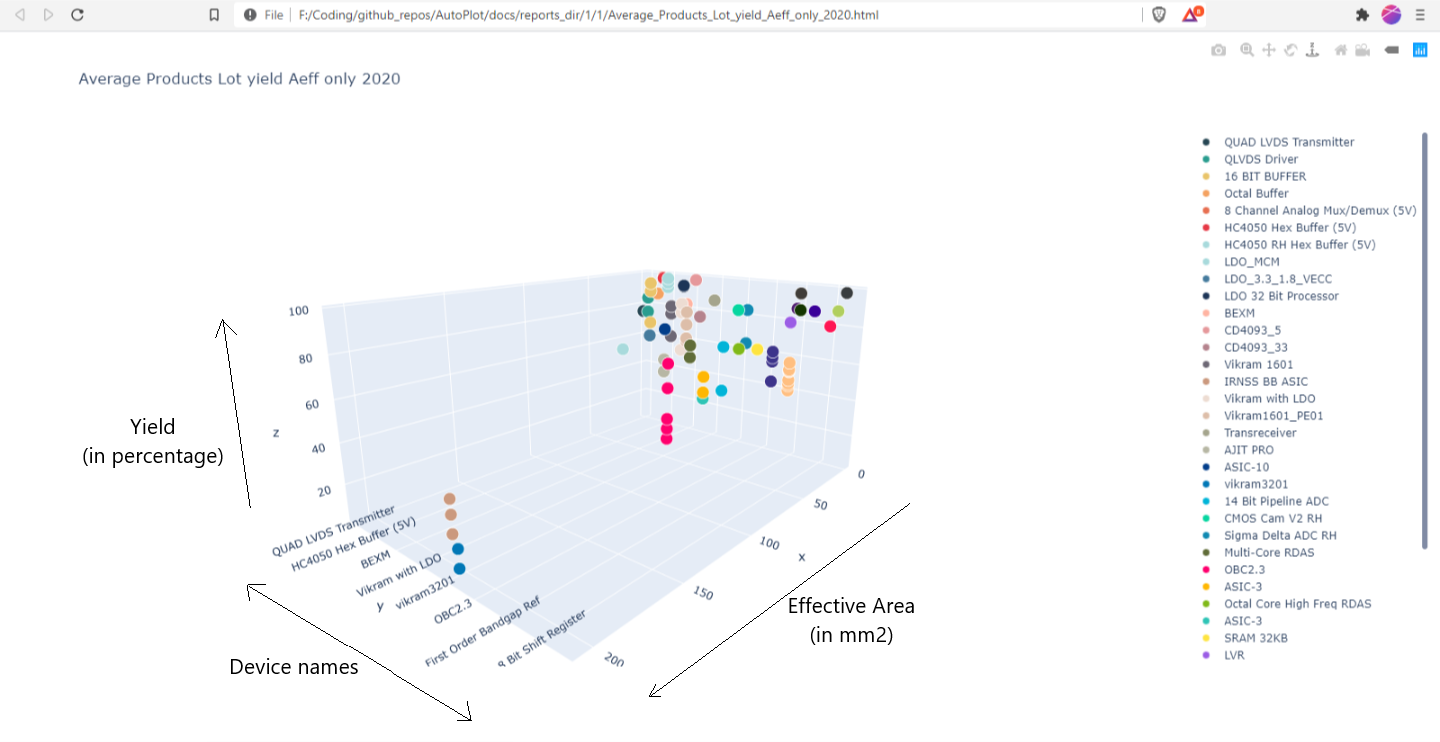 File
F:/Coding/github_repos/AutoPlot/docs/reports_dir/1/1/Average_Products_Lot_yield_Aeff_only_2020.html
Average Products Lot yield Aeff only 2020
100
80
60
40
20
z
Yield
(in percentage)
QUAD LVDS Transmitter
HC4050 Hex Buffer (5V)
BEXM
Vikram with LDO
vikram3201
OBC2.3
First Order Bandgap Ref
8 Bit Shift Register
y
Device names
0
50
100
150
200
x
Effective Area
(in mm2)
QUAD LVDS Transmitter
QLVDS Driver
16 BIT BUFFER
Octal Buffer
8 Channel Analog Mux/Demux (5V)
HC4050 Hex Buffer (5V)
HC4050 RH Hex Buffer (5V)
LDO_MCM
LDO_3.3_1.8_VECC
LDO 32 Bit Processor
BEXM
CD4093_5
CD4093_33
Vikram 1601
IRNSS BB ASIC
Vikram with LDO
Vikram1601_PE01
Transreceiver
AJIT PRO
ASIC-10
vikram3201
14 Bit Pipeline ADC
CMOS Cam V2 RH
Sigma Delta ADC RH
Multi-Core RDAS
OBC2.3
ASIC-3
Octal Core High Freq RDAS
ASIC-3
SRAM 32KB
LVR